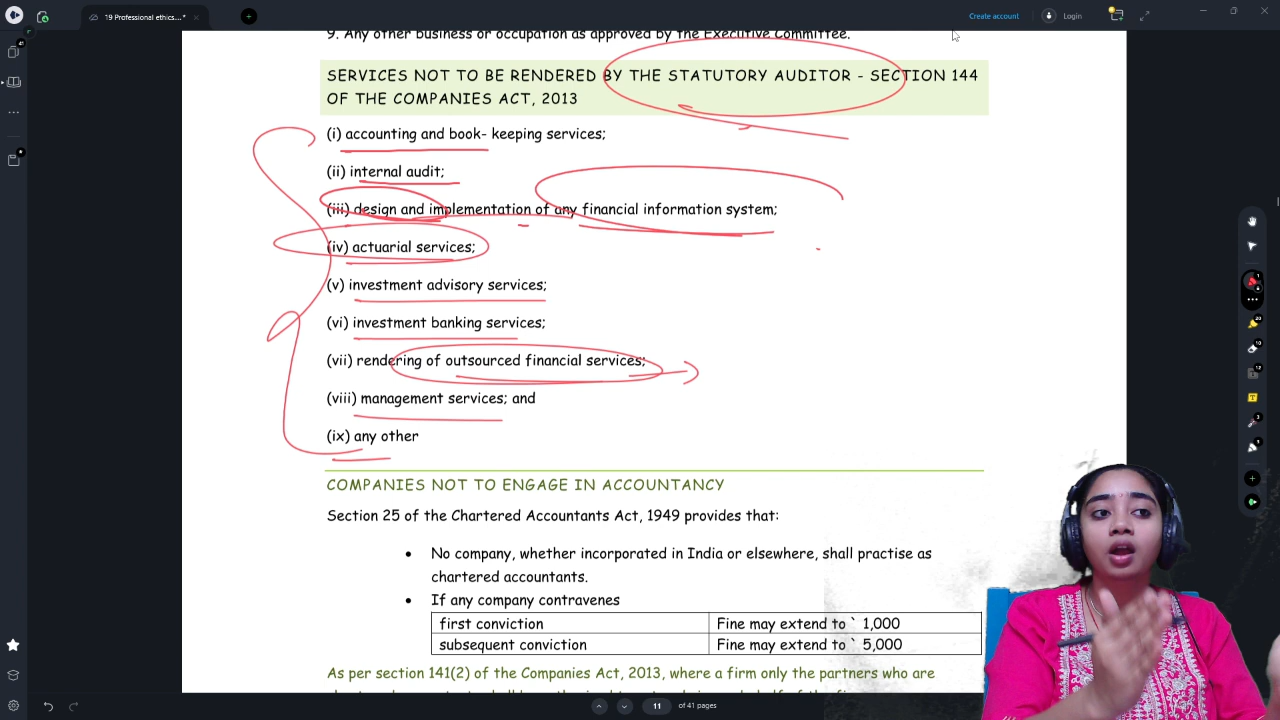 19 Professional ethics....*
Create account
Login
9. Any other business or occupation as approved by the Executive Committee.
SERVICES NOT TO BE RENDERED BY THE STATUTORY AUDITOR - SECTION 144
OF THE COMPANIES ACT, 2013
(i) accounting and book- keeping services;
(ii) internal audit;
(iii) design and implementation of any financial information system;
(iv) actuarial services;
(v) investment advisory services;
(vi) investment banking services;
(vii) rendering of outsourced financial services;
(viii) management services; and
(ix) any other
COMPANIES NOT TO ENGAGE IN ACCOUNTANCY
Section 25 of the Chartered Accountants Act, 1949 provides that:
• No company, whether incorporated in India or elsewhere, shall practise as
chartered accountants.
• If any company contravenes
first conviction Fine may extend to ` 1,000
subsequent conviction Fine may extend to ` 5,000
As per section 141(2) of the Companies Act, 2013, where a firm only the partners who are
11 of 41 pages